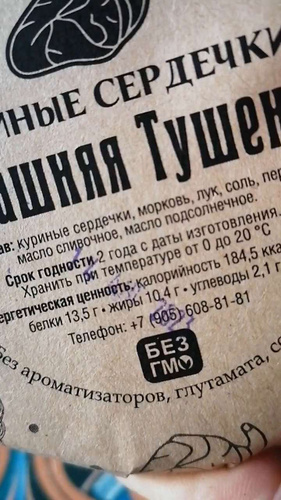 ИНЫЕ СЕРДЕЧКИ
ашняя Тушен
ав: куриные сердечки, морковь, лук, соль, пер
масло сливочное, масло подсолнечное.
Срок годности 2 года с даты изготовления.
Хранить при температуре от 0 до 20 °С
ергетическая ценность: калорийность 184,5 кка
белки 13,5 г • жиры 10,4 г • углеводы 2,1 г
Телефон: +7 (905) 608-81-81
БЕЗ
ГМО
Без ароматизаторов, глутамата, со